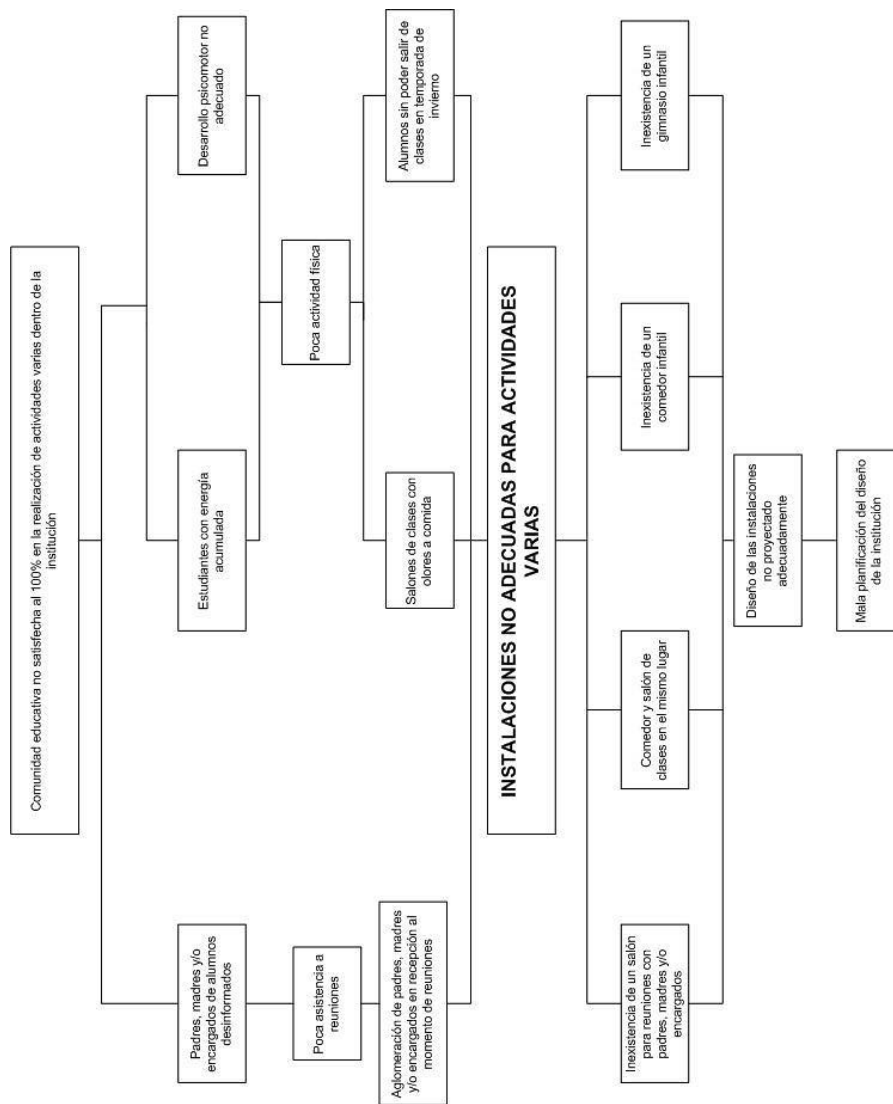 Comunidad educativa no satisfecha al 100% en la realización de actividades varias dentro de la
institución
Padres, madres y/o
encargados de alumnos
desinformados
Estudiantes con energía
acumulada
Desarrollo psicomotor no
adecuado
Poca asistencia a
reuniones
Poca actividad física
Aglomeración de padres, madres
y/o encargados en recepción al
momento de reuniones
Salones de clases con
olores a comida
Alumnos sin poder salir de
clases en temporada de
invierno
INSTALACIONES NO ADECUADAS PARA ACTIVIDADES
VARIAS
Inexistencia de un salón
para reuniones con
padres, madres y/o
encargados
Comedor y salón de
clases en el mismo lugar
Inexistencia de un
comedor infantil
Inexistencia de un
gimnasio infantil
Diseño de las instalaciones
no proyectado
adecuadamente
Mala planificación del diseño
de la institución